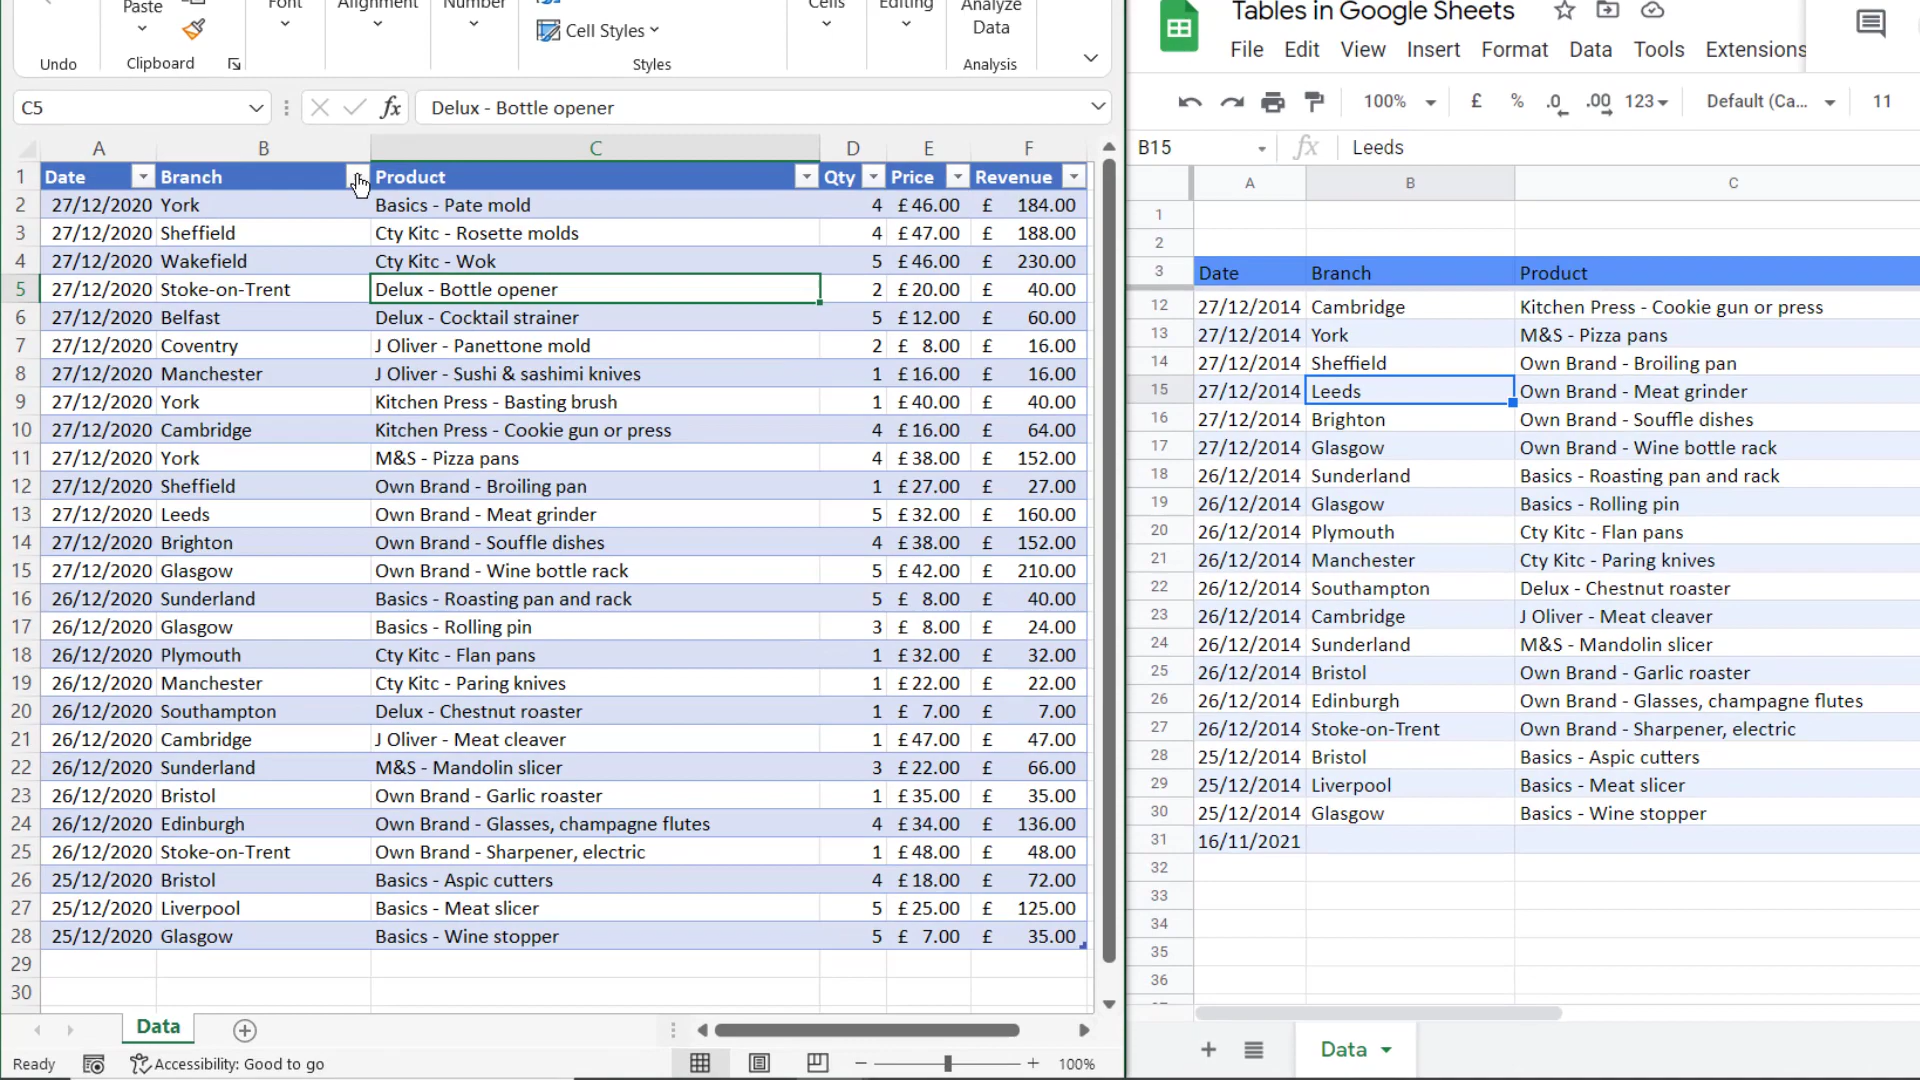 Paste Font Alignment Number Cells Editing Analyze Data
Cell Styles
Undo Clipboard Styles Analysis
C5 fx Delux - Bottle opener
A B C D E F
1 Date Branch Product Qty Price Revenue
2 27/12/2020 York Basics - Pate mold 4 £ 46.00 £ 184.00
3 27/12/2020 Sheffield Cty Kitc - Rosette molds 4 £ 47.00 £ 188.00
4 27/12/2020 Wakefield Cty Kitc - Wok 5 £ 46.00 £ 230.00
5 27/12/2020 Stoke-on-Trent Delux - Bottle opener 2 £ 20.00 £ 40.00
6 27/12/2020 Belfast Delux - Cocktail strainer 5 £ 12.00 £ 60.00
7 27/12/2020 Coventry J Oliver - Panettone mold 2 £ 8.00 £ 16.00
8 27/12/2020 Manchester J Oliver - Sushi & sashimi knives 1 £ 16.00 £ 16.00
9 27/12/2020 York Kitchen Press - Basting brush 1 £ 40.00 £ 40.00
10 27/12/2020 Cambridge Kitchen Press - Cookie gun or press 4 £ 16.00 £ 64.00
11 27/12/2020 York M&S - Pizza pans 4 £ 38.00 £ 152.00
12 27/12/2020 Sheffield Own Brand - Broiling pan 1 £ 27.00 £ 27.00
13 27/12/2020 Leeds Own Brand - Meat grinder 5 £ 32.00 £ 160.00
14 27/12/2020 Brighton Own Brand - Souffle dishes 4 £ 38.00 £ 152.00
15 27/12/2020 Glasgow Own Brand - Wine bottle rack 5 £ 42.00 £ 210.00
16 26/12/2020 Sunderland Basics - Roasting pan and rack 5 £ 8.00 £ 40.00
17 26/12/2020 Glasgow Basics - Rolling pin 3 £ 8.00 £ 24.00
18 26/12/2020 Plymouth Cty Kitc - Flan pans 1 £ 32.00 £ 32.00
19 26/12/2020 Manchester Cty Kitc - Paring knives 1 £ 22.00 £ 22.00
20 26/12/2020 Southampton Delux - Chestnut roaster 1 £ 7.00 £ 7.00
21 26/12/2020 Cambridge J Oliver - Meat cleaver 1 £ 47.00 £ 47.00
22 26/12/2020 Sunderland M&S - Mandolin slicer 3 £ 22.00 £ 66.00
23 26/12/2020 Bristol Own Brand - Garlic roaster 1 £ 35.00 £ 35.00
24 26/12/2020 Edinburgh Own Brand - Glasses, champagne flutes 4 £ 34.00 £ 136.00
25 26/12/2020 Stoke-on-Trent Own Brand - Sharpener, electric 1 £ 48.00 £ 48.00
26 25/12/2020 Bristol Basics - Aspic cutters 4 £ 18.00 £ 72.00
27 25/12/2020 Liverpool Basics - Meat slicer 5 £ 25.00 £ 125.00
28 25/12/2020 Glasgow Basics - Wine stopper 5 £ 7.00 £ 35.00
29
30
Data
Ready Accessibility: Good to go 100%
Tables in Google Sheets
File Edit View Insert Format Data Tools Extensions
100% £ % .0 .00 123 Default (Ca... 11
B15 fx Leeds
A B C
1
2
3 Date Branch Product
12 27/12/2014 Cambridge Kitchen Press - Cookie gun or press
13 27/12/2014 York M&S - Pizza pans
14 27/12/2014 Sheffield Own Brand - Broiling pan
15 27/12/2014 Leeds Own Brand - Meat grinder
16 27/12/2014 Brighton Own Brand - Souffle dishes
17 27/12/2014 Glasgow Own Brand - Wine bottle rack
18 26/12/2014 Sunderland Basics - Roasting pan and rack
19 26/12/2014 Glasgow Basics - Rolling pin
20 26/12/2014 Plymouth Cty Kitc - Flan pans
21 26/12/2014 Manchester Cty Kitc - Paring knives
22 26/12/2014 Southampton Delux - Chestnut roaster
23 26/12/2014 Cambridge J Oliver - Meat cleaver
24 26/12/2014 Sunderland M&S - Mandolin slicer
25 26/12/2014 Bristol Own Brand - Garlic roaster
26 26/12/2014 Edinburgh Own Brand - Glasses, champagne flutes
27 26/12/2014 Stoke-on-Trent Own Brand - Sharpener, electric
28 25/12/2014 Bristol Basics - Aspic cutters
29 25/12/2014 Liverpool Basics - Meat slicer
30 25/12/2014 Glasgow Basics - Wine stopper
31 16/11/2021
32
33
34
35
36
Data